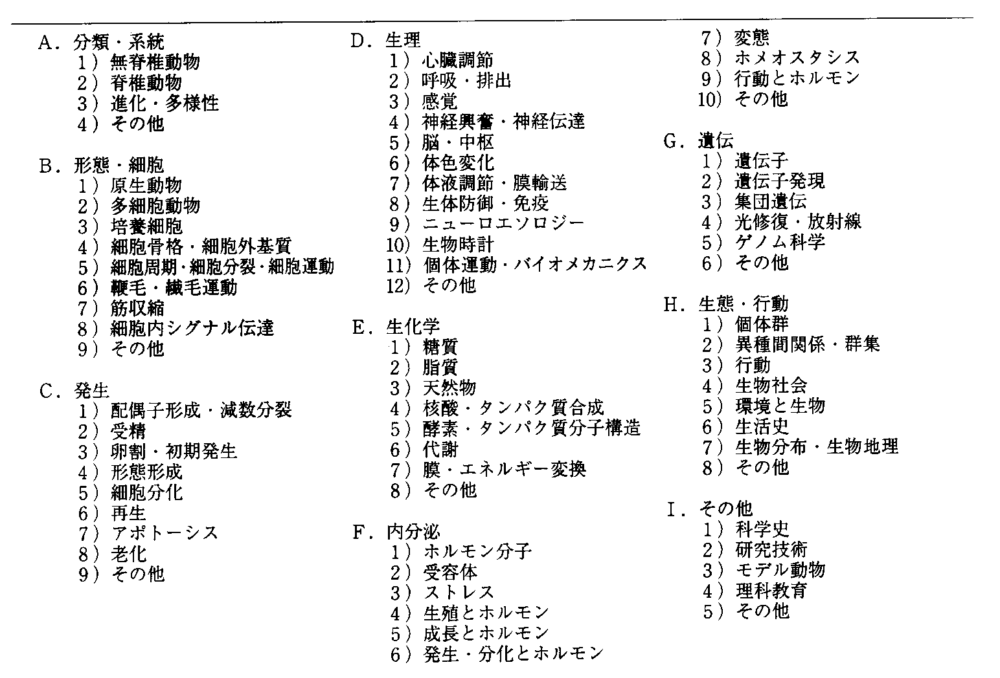 A. 分類・系統
1) 無脊椎動物
2) 脊椎動物
3) 進化・多様性
4) その他
B. 形態・細胞
1) 原生動物
2) 多細胞動物
3) 培養細胞
4) 細胞骨格・細胞外基質
5) 細胞周期・細胞分裂・細胞運動
6) 鞭毛・繊毛運動
7) 筋収縮
8) 細胞内シグナル伝達
9) その他
C. 発生
1) 配偶子形成・減数分裂
2) 受精
3) 卵割・初期発生
4) 形態形成
5) 細胞分化
6) 再生
7) アポトーシス
8) 老化
9) その他
D. 生理
1) 心臓調節
2) 呼吸・排出
3) 感覚
4) 神経興奮・神経伝達
5) 脳・中枢
6) 体色変化
7) 体液調節・膜輸送
8) 生体防御・免疫
9) ニューロエソロジー
10) 生物時計
11) 個体運動・バイオメカニクス
12) その他
E. 生化学
1) 糖質
2) 脂質
3) 天然物
4) 核酸・タンパク質合成
5) 酵素・タンパク質分子構造
6) 代謝
7) 膜・エネルギー変換
8) その他
F. 内分泌
1) ホルモン分子
2) 受容体
3) ストレス
4) 生殖とホルモン
5) 成長とホルモン
6) 発生・分化とホルモン
7) 変態
8) ホメオスタシス
9) 行動とホルモン
10) その他
G. 遺伝
1) 遺伝子
2) 遺伝子発現
3) 集団遺伝
4) 光修復・放射線
5) ゲノム科学
6) その他
H. 生態・行動
1) 個体群
2) 異種間関係・群集
3) 行動
4) 生物社会
5) 環境と生物
6) 生活史
7) 生物分布・生物地理
8) その他
I. その他
1) 科学史
2) 研究技術
3) モデル動物
4) 理科教育
5) その他